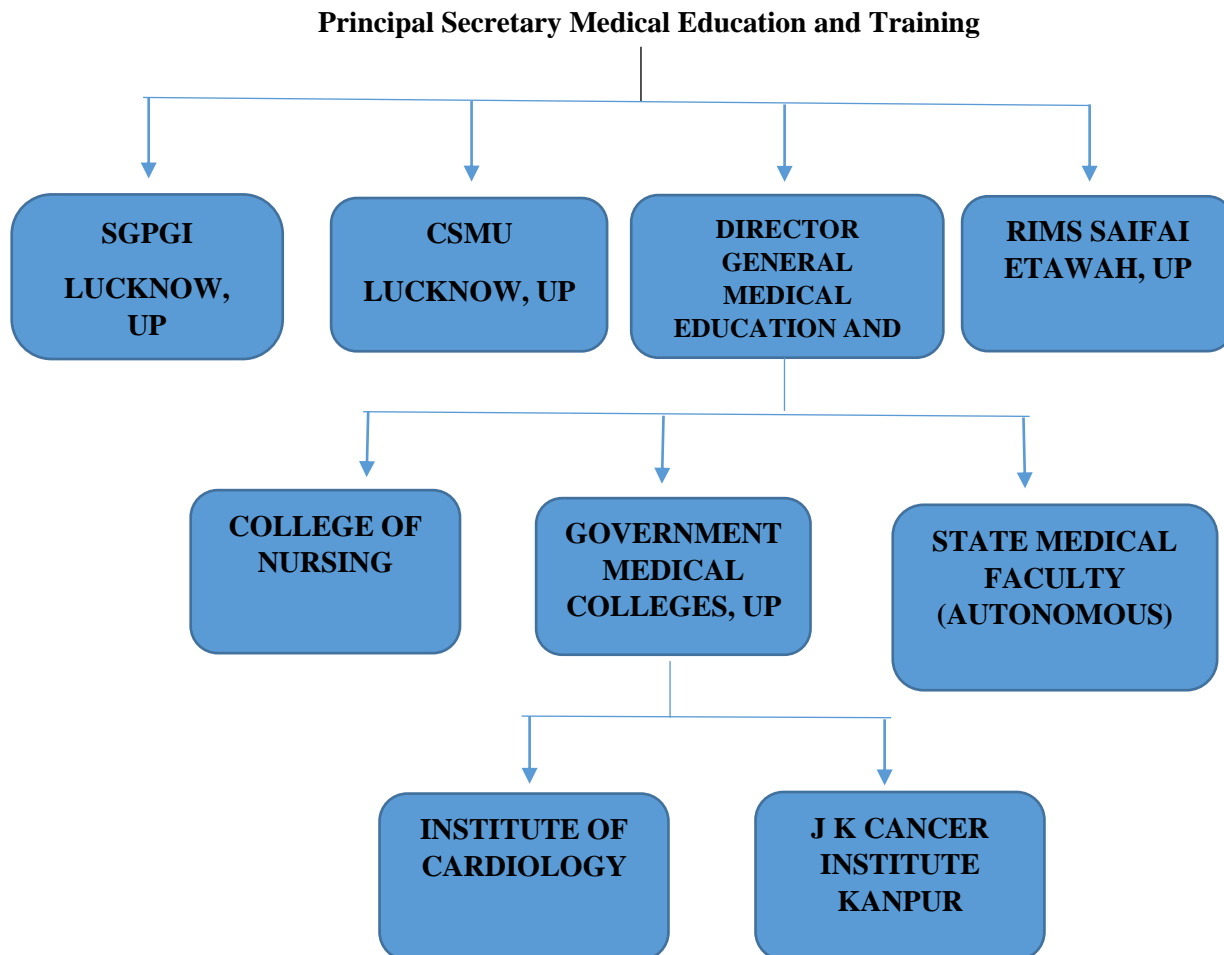 Principal Secretary Medical Education and Training
SGPGI
LUCKNOW,
UP
CSMU
LUCKNOW, UP
DIRECTOR
GENERAL
MEDICAL
EDUCATION AND
RIMS SAIFAI
ETAWAH, UP
COLLEGE OF
NURSING
GOVERNMENT
MEDICAL
COLLEGES, UP
STATE MEDICAL
FACULTY
(AUTONOMOUS)
INSTITUTE OF
CARDIOLOGY
J K CANCER
INSTITUTE
KANPUR